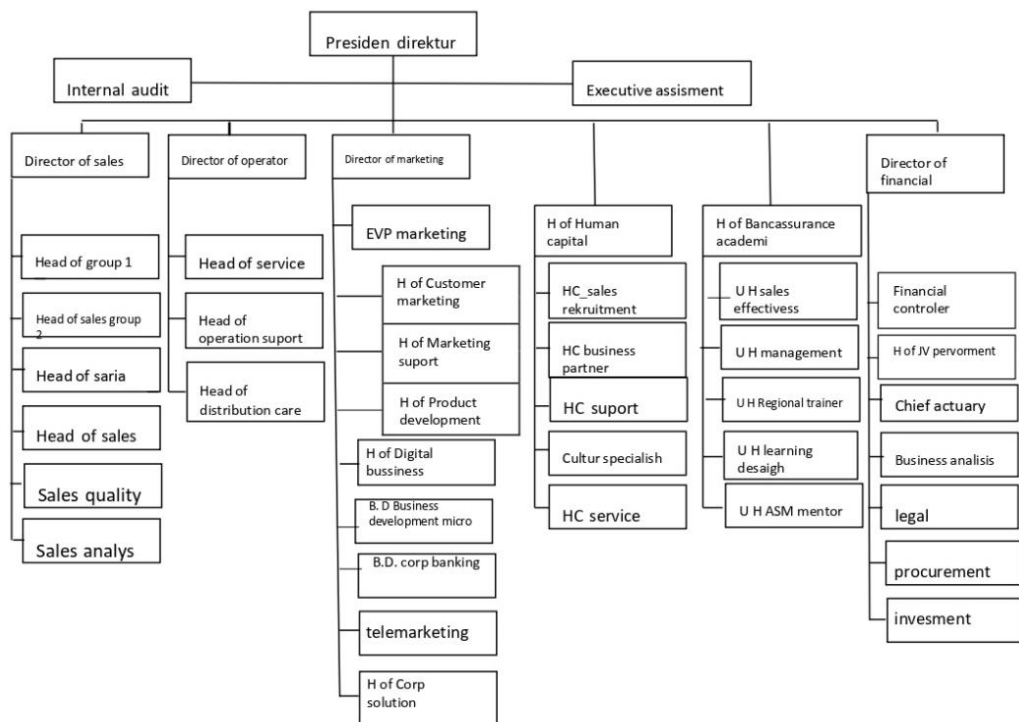 Presiden direktur
Internal audit
Executive assisment
Director of sales
Director of operator
Director of marketing
Director of
financial
EVP marketing
H of Human
capital
H of Bancassurance
academi
Head of group 1
Head of sales group
2
Head of saria
Head of sales
Sales quality
Sales analys
Head of service
Head of
operation suport
Head of
distribution care
H of Customer
marketing
H of Marketing
suport
H of Product
development
H of Digital
bussiness
B. D Business
development micro
B.D. corp banking
telemarketing
H of Corp
solution
HC_sales
rekruitment
HC business
partner
HC suport
Cultur specialish
HC service
U H sales
effectivess
U H management
U H Regional trainer
U H learning
desaigh
U H ASM mentor
Financial
controler
H of JV pervorment
Chief actuary
Business analisis
legal
procurement
invesment